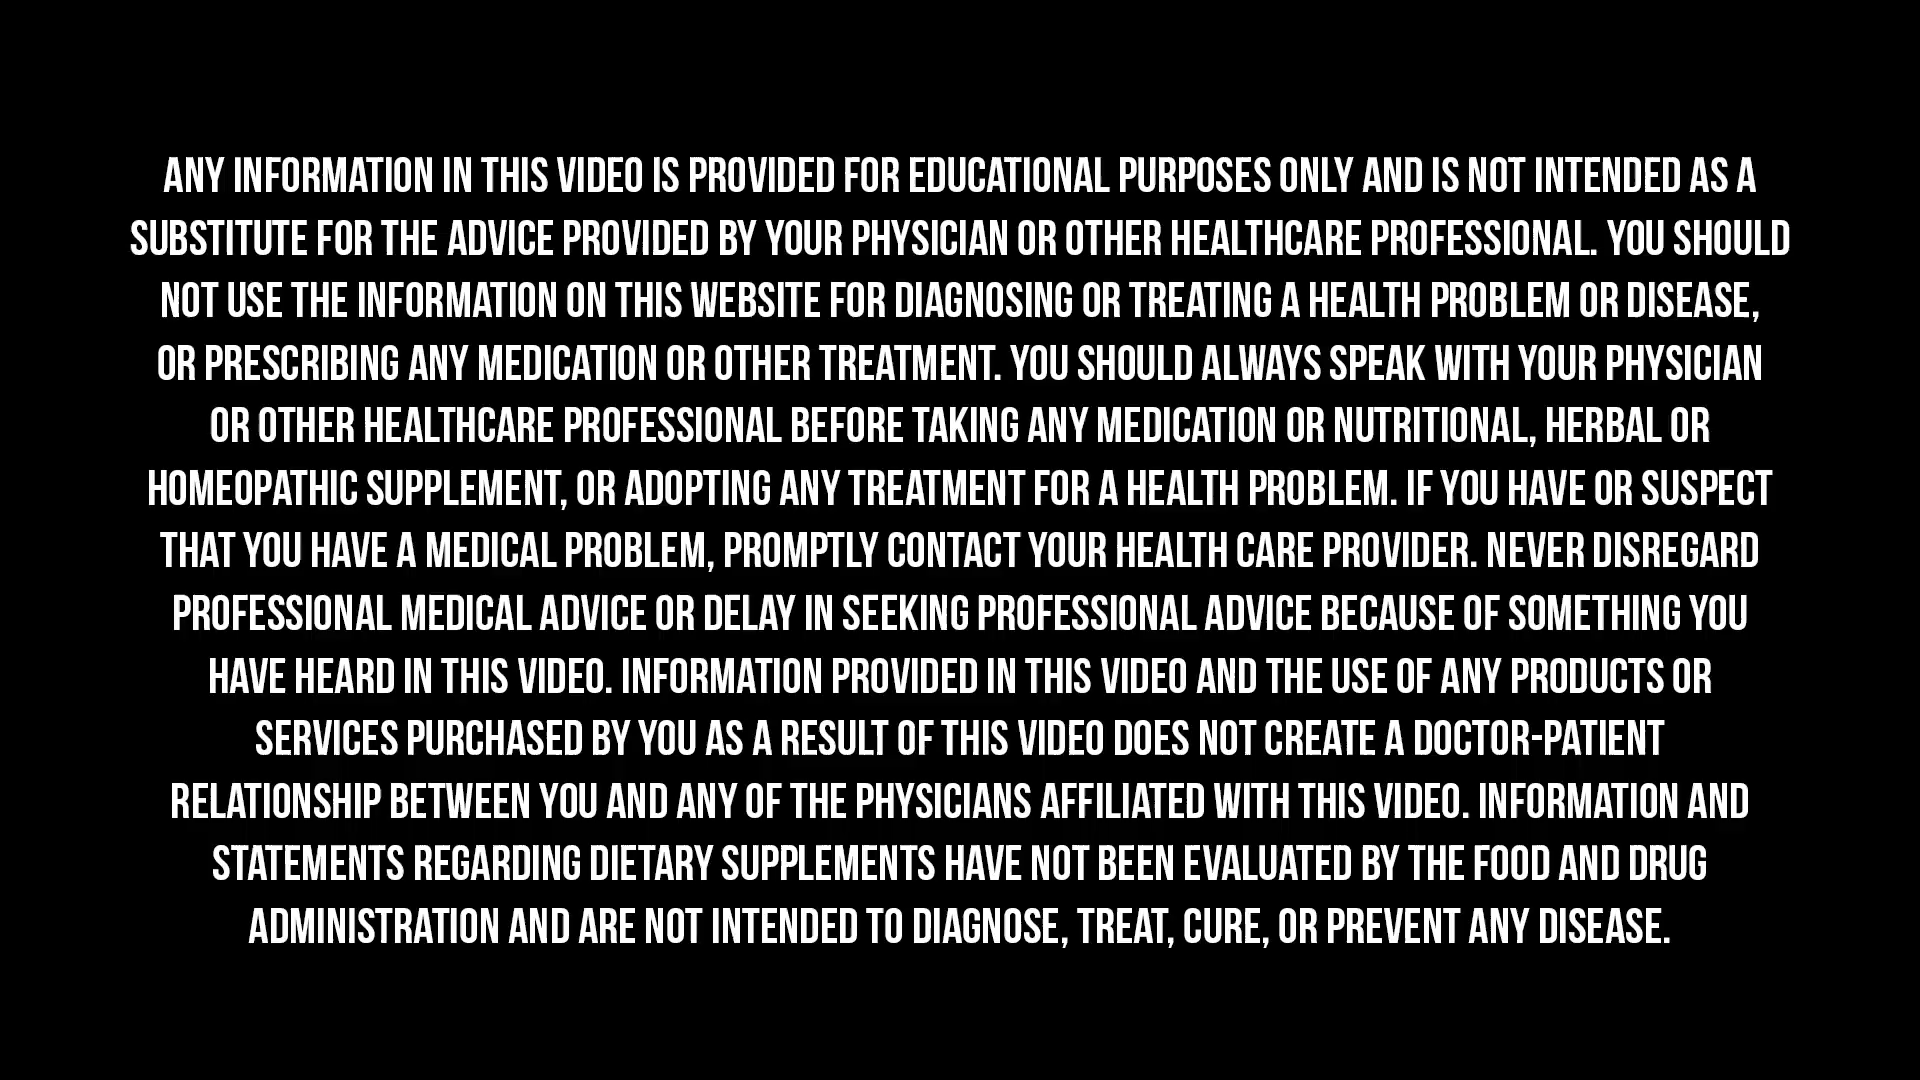 ANY INFORMATION IN THIS VIDEO IS PROVIDED FOR EDUCATIONAL PURPOSES ONLY AND IS NOT INTENDED AS A
SUBSTITUTE FOR THE ADVICE PROVIDED BY YOUR PHYSICIAN OR OTHER HEALTHCARE PROFESSIONAL. YOU SHOULD
NOT USE THE INFORMATION ON THIS WEBSITE FOR DIAGNOSING OR TREATING A HEALTH PROBLEM OR DISEASE,
OR PRESCRIBING ANY MEDICATION OR OTHER TREATMENT. YOU SHOULD ALWAYS SPEAK WITH YOUR PHYSICIAN
OR OTHER HEALTHCARE PROFESSIONAL BEFORE TAKING ANY MEDICATION OR NUTRITIONAL, HERBAL OR
HOMEOPATHIC SUPPLEMENT, OR ADOPTING ANY TREATMENT FOR A HEALTH PROBLEM. IF YOU HAVE OR SUSPECT
THAT YOU HAVE A MEDICAL PROBLEM, PROMPTLY CONTACT YOUR HEALTH CARE PROVIDER. NEVER DISREGARD
PROFESSIONAL MEDICAL ADVICE OR DELAY IN SEEKING PROFESSIONAL ADVICE BECAUSE OF SOMETHING YOU
HAVE HEARD IN THIS VIDEO. INFORMATION PROVIDED IN THIS VIDEO AND THE USE OF ANY PRODUCTS OR
SERVICES PURCHASED BY YOU AS A RESULT OF THIS VIDEO DOES NOT CREATE A DOCTOR-PATIENT
RELATIONSHIP BETWEEN YOU AND ANY OF THE PHYSICIANS AFFILIATED WITH THIS VIDEO. INFORMATION AND
STATEMENTS REGARDING DIETARY SUPPLEMENTS HAVE NOT BEEN EVALUATED BY THE FOOD AND DRUG
ADMINISTRATION AND ARE NOT INTENDED TO DIAGNOSE, TREAT, CURE, OR PREVENT ANY DISEASE.